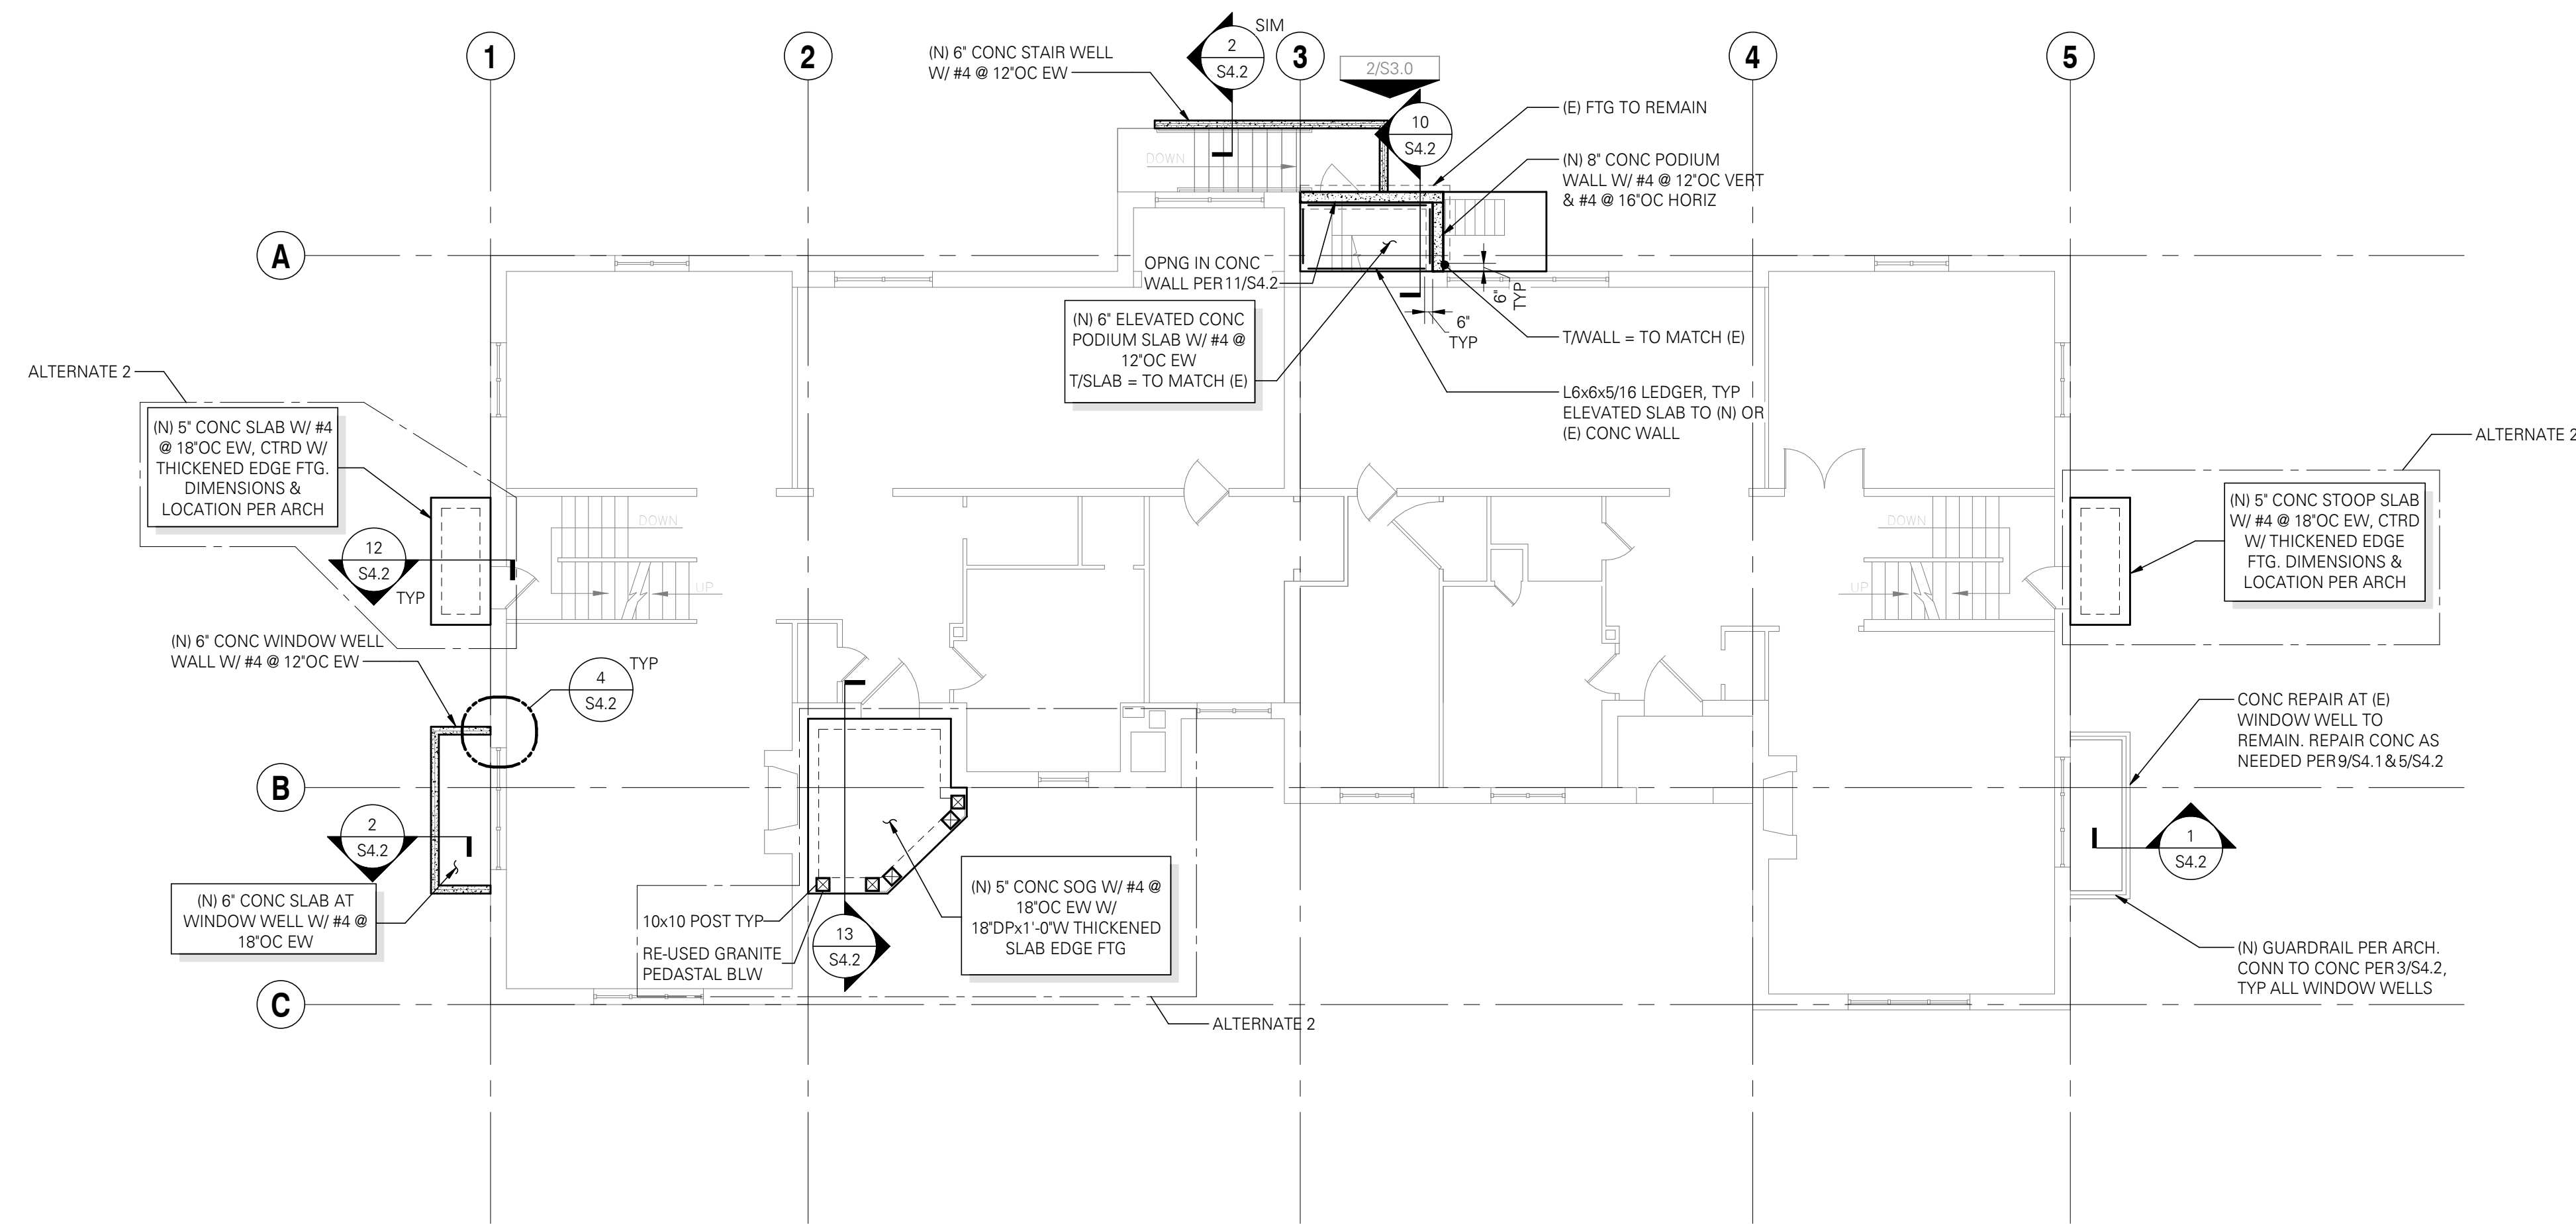 1
2
3
4
5
A
B
C
(N) 6" CONC STAIR WELL
W/ #4 @ 12"OC EW
2
S4.2
SIM
2/S3.0
10
S4.2
(E) FTG TO REMAIN
(N) 8" CONC PODIUM
WALL W/ #4 @ 12"OC VERT
& #4 @ 16"OC HORIZ
DOWN
OPNG IN CONC
WALL PER 11/S4.2
(N) 6" ELEVATED CONC
PODIUM SLAB W/ #4 @
12"OC EW
T/SLAB = TO MATCH (E)
6"
TYP
6"
TYP
T/WALL = TO MATCH (E)
L6x6x5/16 LEDGER, TYP
ELEVATED SLAB TO (N) OR
(E) CONC WALL
ALTERNATE 2
(N) 5" CONC SLAB W/ #4
@ 18"OC EW, CTRD W/
THICKENED EDGE FTG.
DIMENSIONS &
LOCATION PER ARCH
12
S4.2
TYP
DOWN
UP
(N) 6" CONC WINDOW WELL
WALL W/ #4 @ 12"OC EW
4
S4.2
TYP
2
S4.2
(N) 6" CONC SLAB AT
WINDOW WELL W/ #4 @
18"OC EW
10x10 POST TYP
RE-USED GRANITE
PEDASTAL BLW
13
S4.2
(N) 5" CONC SOG W/ #4 @
18"OC EW W/
18"DPx1'-0"W THICKENED
SLAB EDGE FTG
ALTERNATE 2
DOWN
UP
ALTERNATE 2
(N) 5" CONC STOOP SLAB
W/ #4 @ 18"OC EW, CTRD
W/ THICKENED EDGE
FTG. DIMENSIONS &
LOCATION PER ARCH
CONC REPAIR AT (E)
WINDOW WELL TO
REMAIN. REPAIR CONC AS
NEEDED PER 9/S4.1 & 5/S4.2
1
S4.2
(N) GUARDRAIL PER ARCH.
CONN TO CONC PER 3/S4.2,
TYP ALL WINDOW WELLS